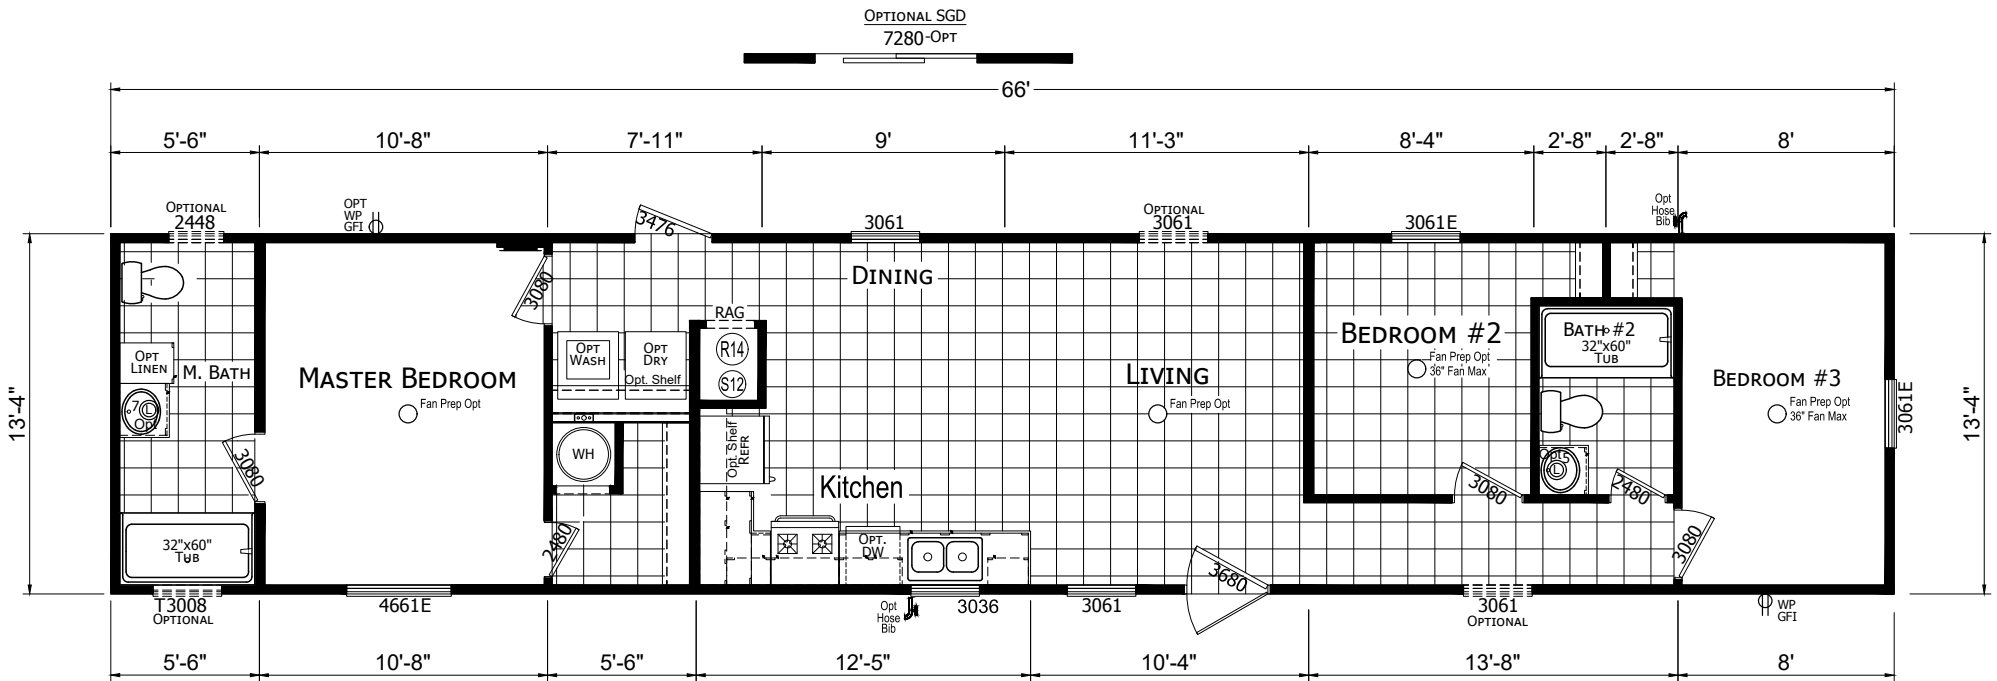 OPTIONAL SGD
7280-OPT
66'
5'-6" 10'-8" 7'-11" 9' 11'-3" 8'-4" 2'-8" 2'-8" 8'
OPTIONAL
2448
OPT
WP
GFI
3476
3061
OPTIONAL
3061
3061E
Opt
Hose
Bib
13'-4"
13'-4"
OPT
LINEN
M. BATH
Opt
L
3080
32"x60"
TUB
MASTER BEDROOM
Fan Prep Opt
3080
OPT
WASH
OPT
DRY
Opt. Shelf
WH
2480
RAG
R14
S12
Opt. Shelf
REFR
DINING
Kitchen
OPT.
DW
LIVING
Fan Prep Opt
3680
BEDROOM #2
Fan Prep Opt
36" Fan Max
3080
BATH #2
32"x60"
TUB
Opt
5
L
2480
3080
BEDROOM #3
Fan Prep Opt
36" Fan Max
3061E
T3008
OPTIONAL
4661E
Opt
Hose
Bib
3036
3061
3061
OPTIONAL
WP
GFI
5'-6" 10'-8" 5'-6" 12'-5" 10'-4" 13'-8" 8'